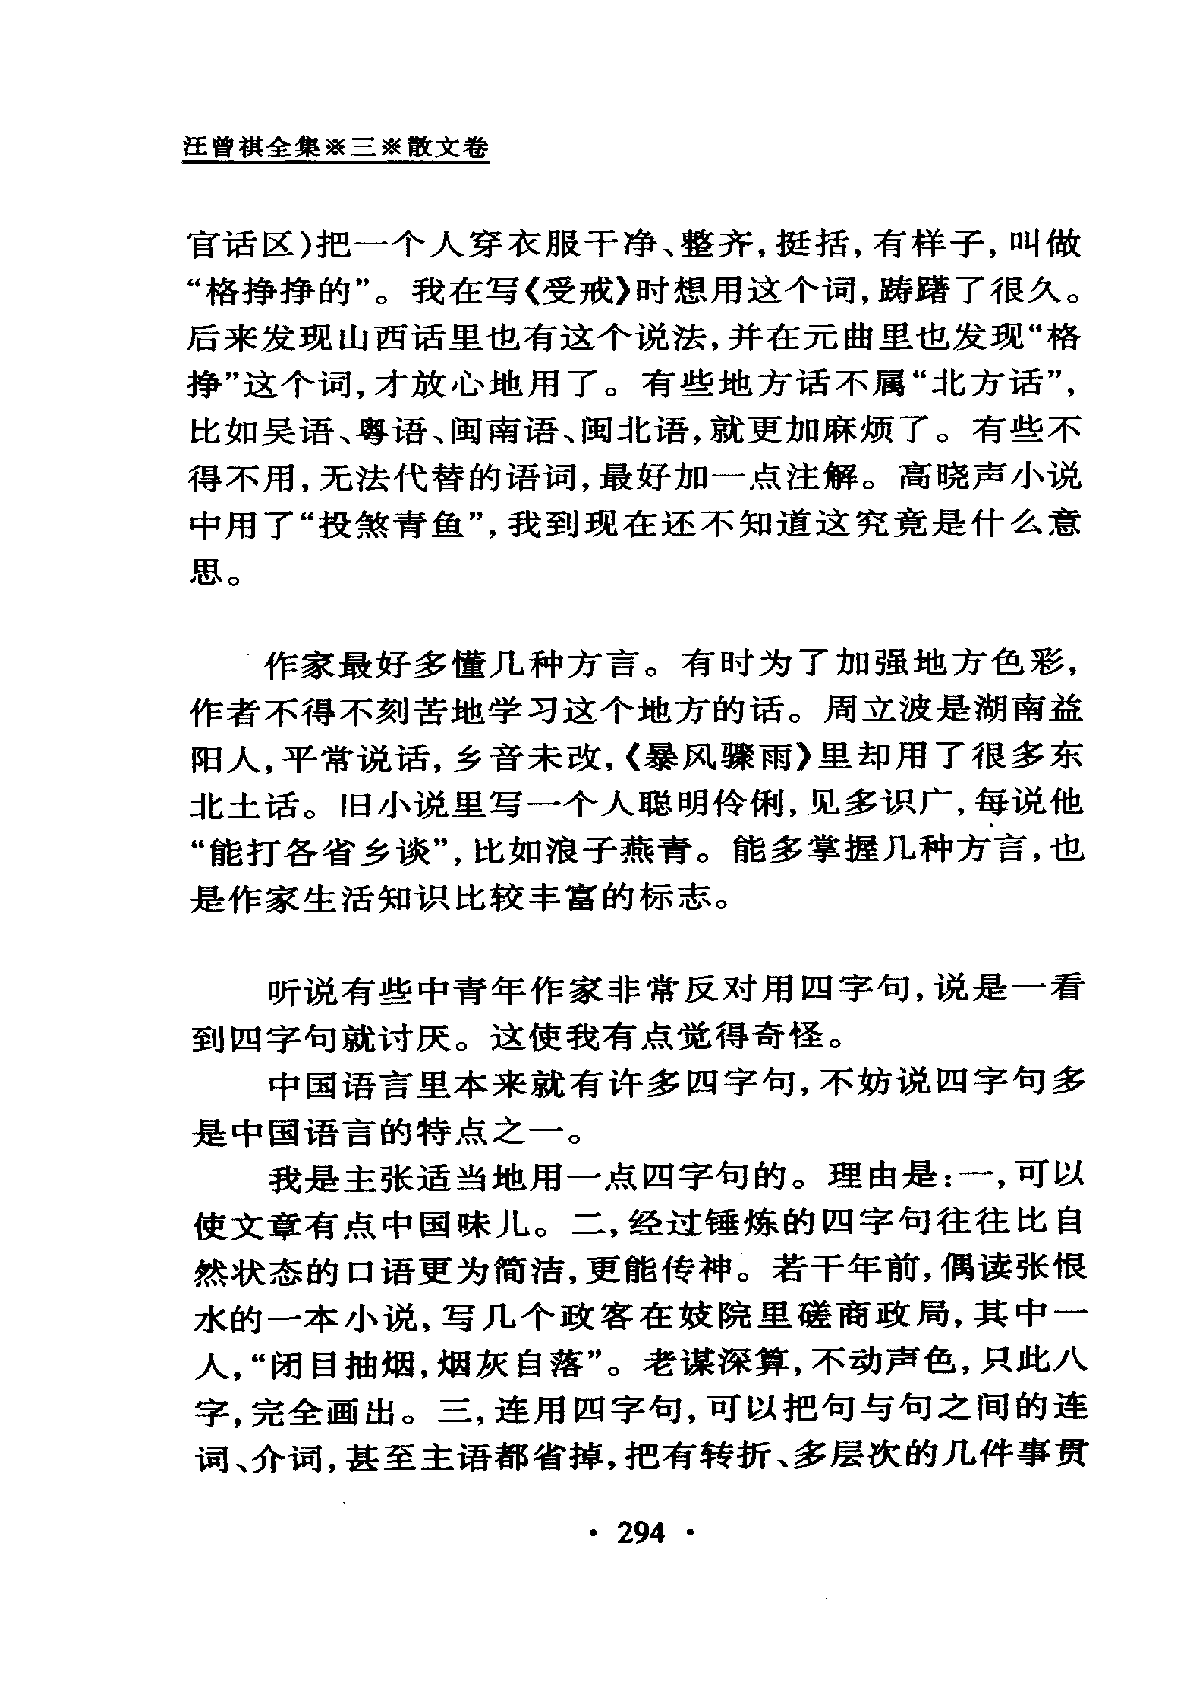 汪曾祺全集※三※散文卷
官话区)把一个人穿衣服干净、整齐,挺括,有样子,叫做
“格挣挣的”。我在写《受戒》时想用这个词,踌躇了很久。
后来发现山西话里也有这个说法,并在元曲里也发现“格
挣”这个词,才放心地用了。有些地方话不属“北方话”,
比如吴语、粤语、闽南语、闽北语,就更加麻烦了。有些不
得不用,无法代替的语词,最好加一点注解。高晓声小说
中用了“投煞青鱼”,我到现在还不知道这究竟是什么意
思。
作家最好多懂几种方言。有时为了加强地方色彩,
作者不得不刻苦地学习这个地方的话。周立波是湖南益
阳人,平常说话,乡音未改,《暴风骤雨》里却用了很多东
北土话。旧小说里写一个人聪明伶俐,见多识广,每说他
“能打各省乡谈”,比如浪子燕青。能多掌握几种方言,也
是作家生活知识比较丰富的标志。
听说有些中青年作家非常反对用四字句,说是一看
到四字句就讨厌。这使我有点觉得奇怪。
中国语言里本来就有许多四字句,不妨说四字句多
是中国语言的特点之一。
我是主张适当地用一点四字句的。理由是:一,可以
使文章有点中国味儿。二,经过锤炼的四字句往往比自
然状态的口语更为简洁,更能传神。若干年前,偶读张恨
水的一本小说,写几个政客在妓院里磋商政局,其中一
人,“闭目抽烟,烟灰自落”。老谋深算,不动声色,只此八
字,完全画出。三,连用四字句,可以把句与句之间的连
词、介词,甚至主语都省掉,把有转折、多层次的几件事贯
· 294 ·